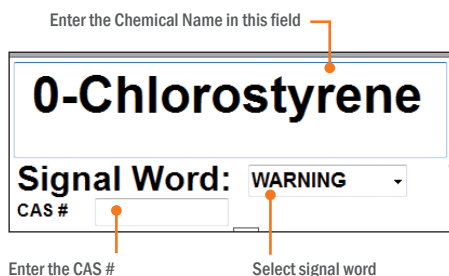 Enter the Chemical Name in this field
0-Chlorostyrene
Signal Word: WARNING
CAS #
Enter the CAS # Select signal word